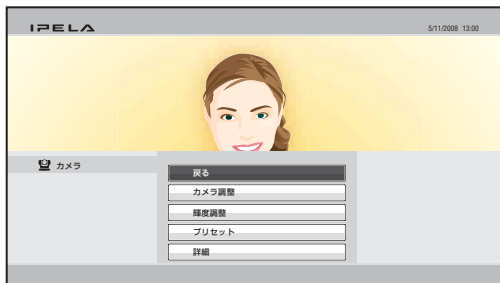 IPELA
5/11/2008 13:00
カメラ
戻る
カメラ調整
輝度調整
プリセット
詳細